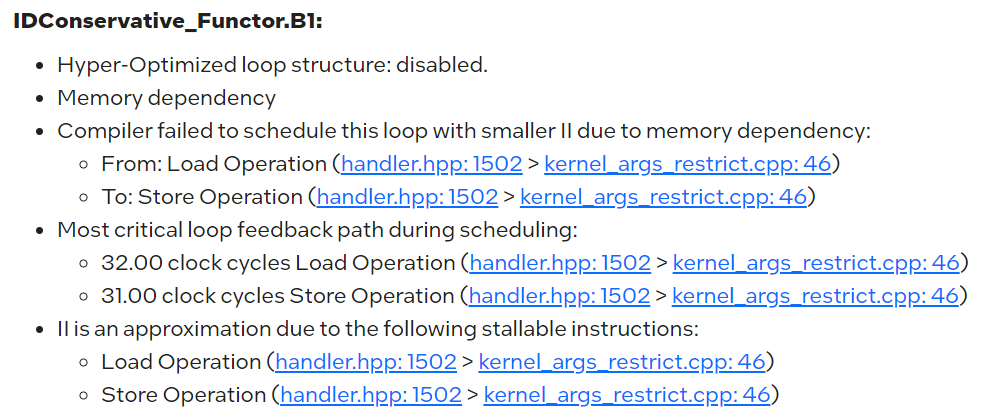 IDConservative_Functor.B1:
• Hyper-Optimized loop structure: disabled.
• Memory dependency
• Compiler failed to schedule this loop with smaller II due to memory dependency:
◦ From: Load Operation (handler.hpp: 1502 > kernel_args_restrict.cpp: 46)
◦ To: Store Operation (handler.hpp: 1502 > kernel_args_restrict.cpp: 46)
• Most critical loop feedback path during scheduling:
◦ 32.00 clock cycles Load Operation (handler.hpp: 1502 > kernel_args_restrict.cpp: 46)
◦ 31.00 clock cycles Store Operation (handler.hpp: 1502 > kernel_args_restrict.cpp: 46)
• II is an approximation due to the following stallable instructions:
◦ Load Operation (handler.hpp: 1502 > kernel_args_restrict.cpp: 46)
◦ Store Operation (handler.hpp: 1502 > kernel_args_restrict.cpp: 46)